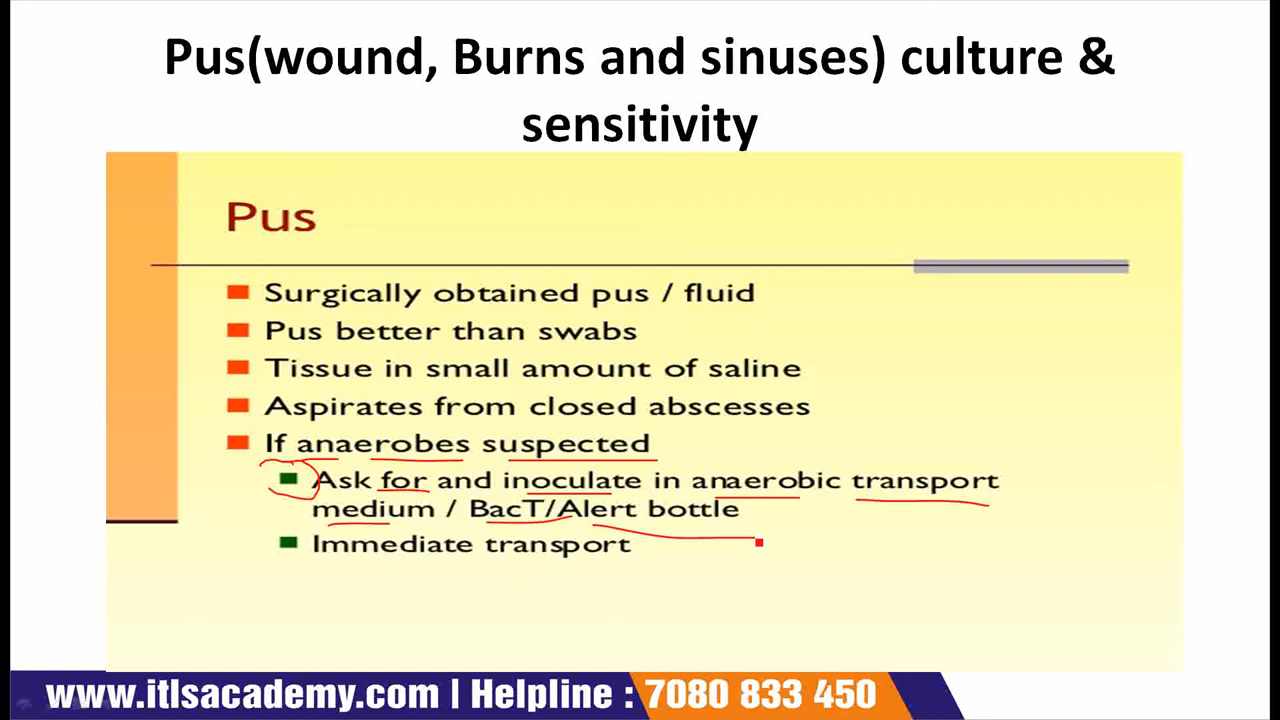 Pus(wound, Burns and sinuses) culture &
sensitivity
Pus
Surgically obtained pus / fluid
Pus better than swabs
Tissue in small amount of saline
Aspirates from closed abscesses
If anaerobes suspected
Ask for and inoculate in anaerobic transport
medium / BacT/Alert bottle
Immediate transport
www.itlsacademy.com | Helpline : 7080 833 450